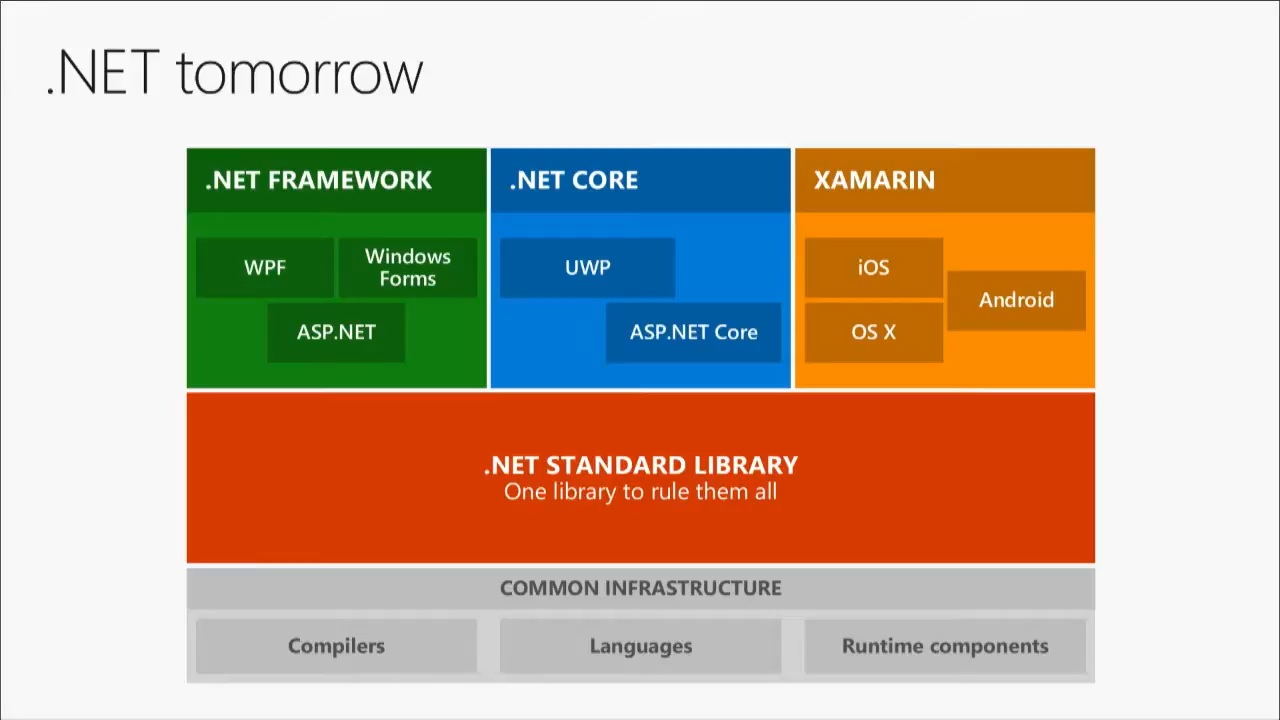 .NET tomorrow
.NET FRAMEWORK
WPF
Windows
Forms
ASP.NET
.NET CORE
UWP
ASP.NET Core
XAMARIN
iOS
Android
OS X
.NET STANDARD LIBRARY
One library to rule them all
COMMON INFRASTRUCTURE
Compilers
Languages
Runtime components